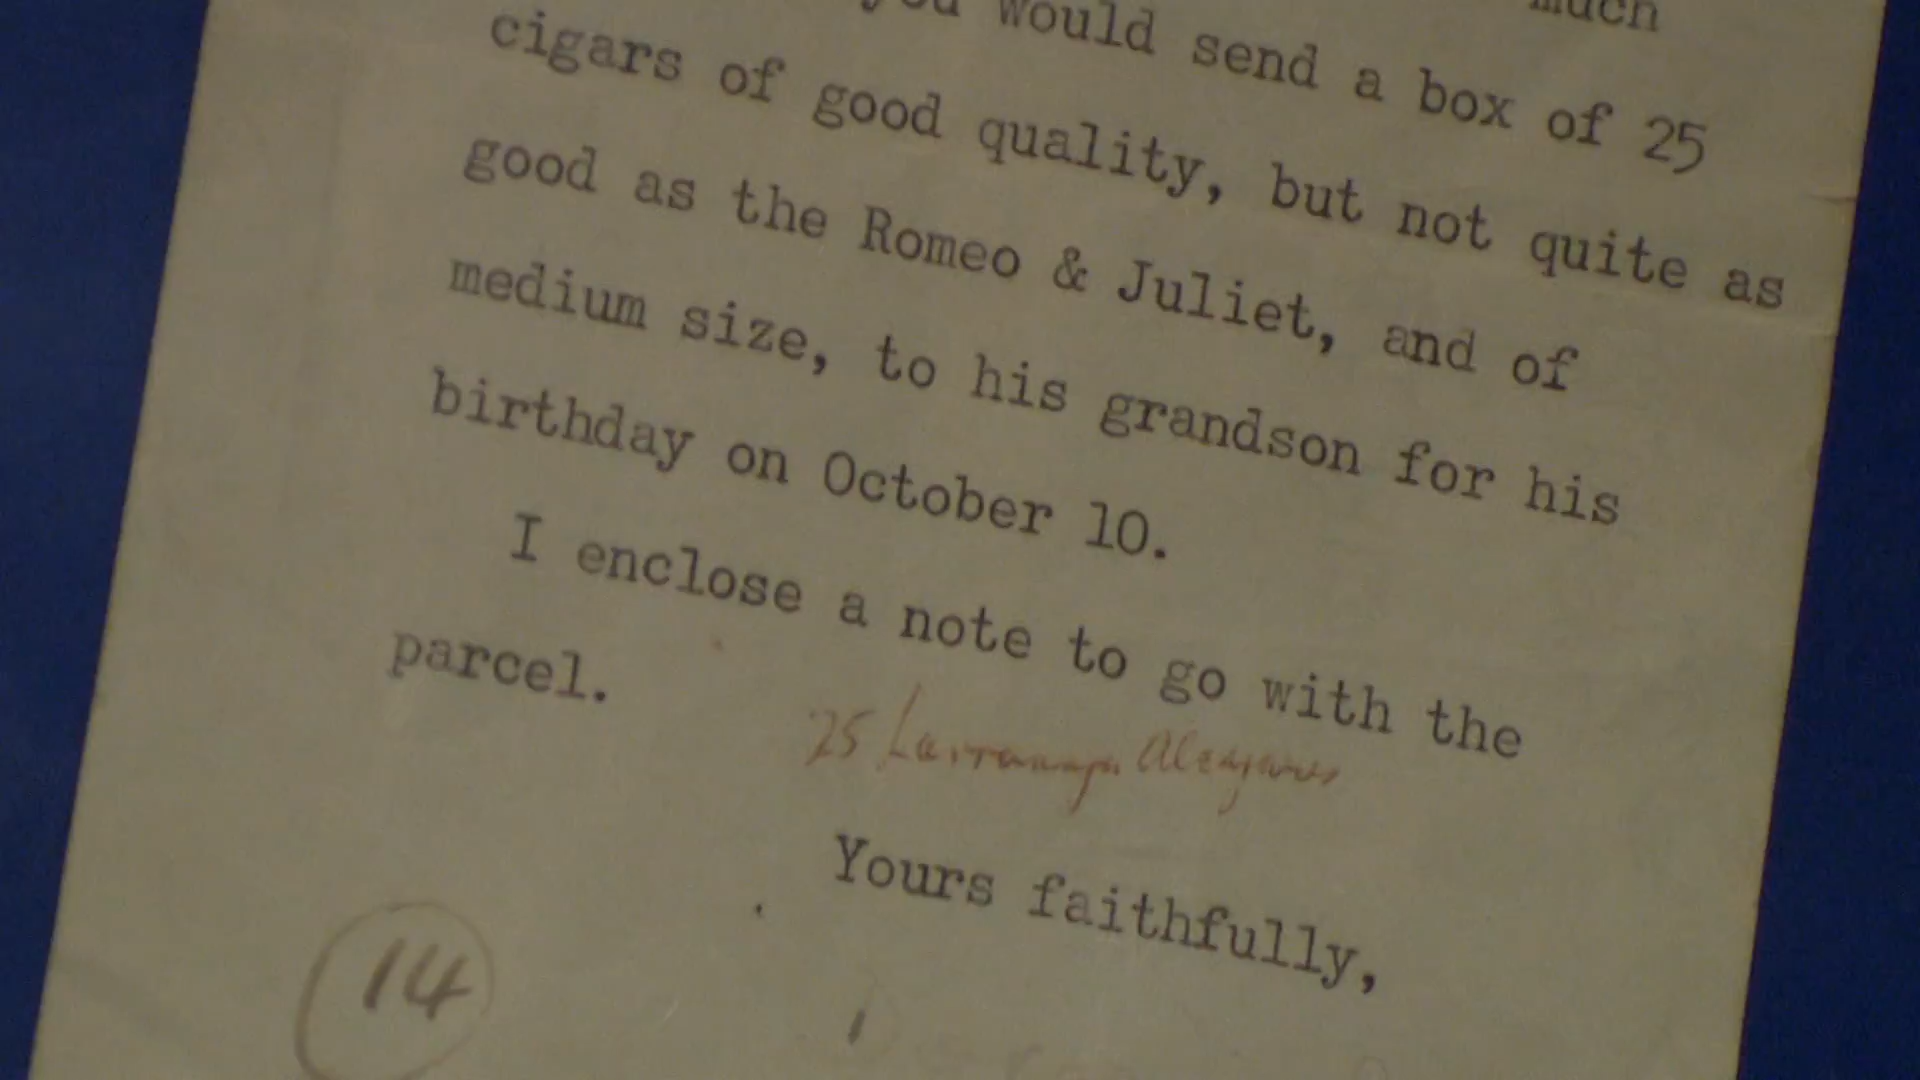 you would send a box of 25
cigars of good quality, but not quite as
good as the Romeo & Juliet, and of
medium size, to his grandson for his
birthday on October 10.
I enclose a note to go with the
parcel.
25
Yours faithfully,
14